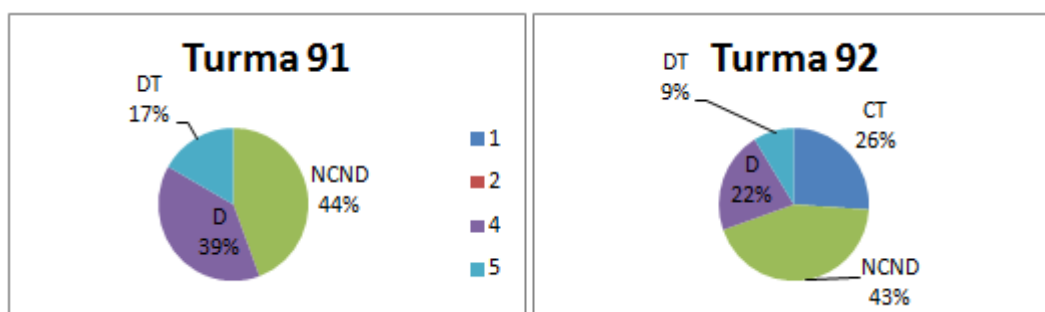 Turma 91
DT
17%
NCND
44%
D
39%
1
2
4
5
Turma 92
DT
9%
CT
26%
D
22%
NCND
43%